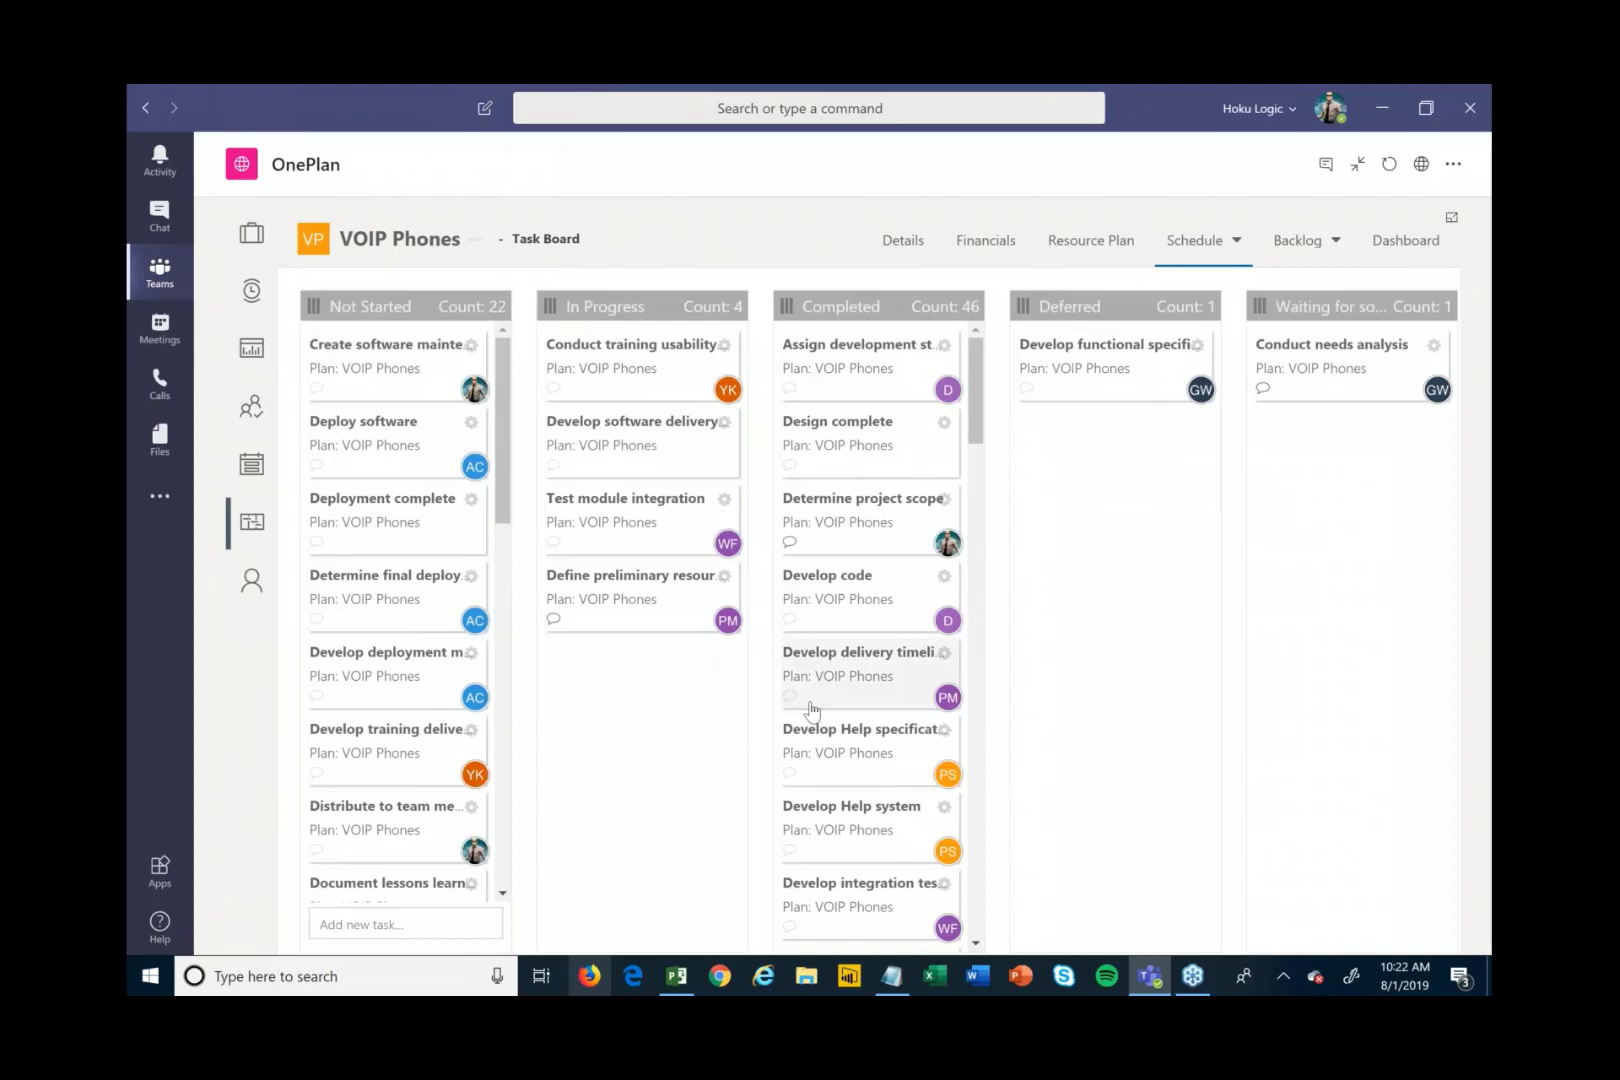 Search or type a command
Hoku Logic
Activity
Chat
Teams
Meetings
Calls
Files
Apps
Help
OnePlan
VP VOIP Phones - Task Board
Details Financials Resource Plan Schedule Backlog Dashboard
Not Started Count: 22
Create software mainte...
Plan: VOIP Phones
Deploy software
Plan: VOIP Phones
AC
Deployment complete
Plan: VOIP Phones
Determine final deploy...
Plan: VOIP Phones
AC
Develop deployment m...
Plan: VOIP Phones
AC
Develop training delive...
Plan: VOIP Phones
YK
Distribute to team me...
Plan: VOIP Phones
Document lessons learn
Add new task...
In Progress Count: 4
Conduct training usability
Plan: VOIP Phones
YK
Develop software delivery
Plan: VOIP Phones
Test module integration
Plan: VOIP Phones
WF
Define preliminary resour...
Plan: VOIP Phones
PM
Completed Count: 46
Assign development st...
Plan: VOIP Phones
D
Design complete
Plan: VOIP Phones
Determine project scope
Plan: VOIP Phones
Develop code
Plan: VOIP Phones
D
Develop delivery timeli...
Plan: VOIP Phones
PM
Develop Help specificat
Plan: VOIP Phones
PS
Develop Help system
Plan: VOIP Phones
PS
Develop integration tes...
Plan: VOIP Phones
WF
Deferred Count: 1
Develop functional specifi
Plan: VOIP Phones
GW
Waiting for so... Count: 1
Conduct needs analysis
Plan: VOIP Phones
GW
Type here to search
10:22 AM
8/1/2019
3